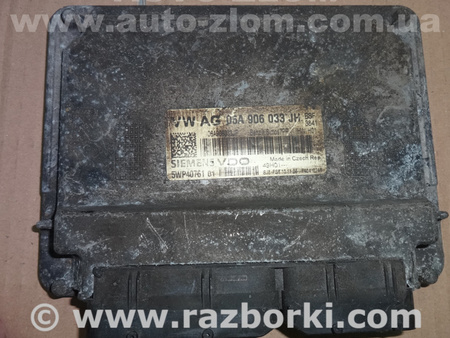 www.auto-zlom.com.ua
VW AG 06A 906 033 JH
SIEMENS VDO
Made in Czech Rep.
5WP40761 01
© www.razborki.com